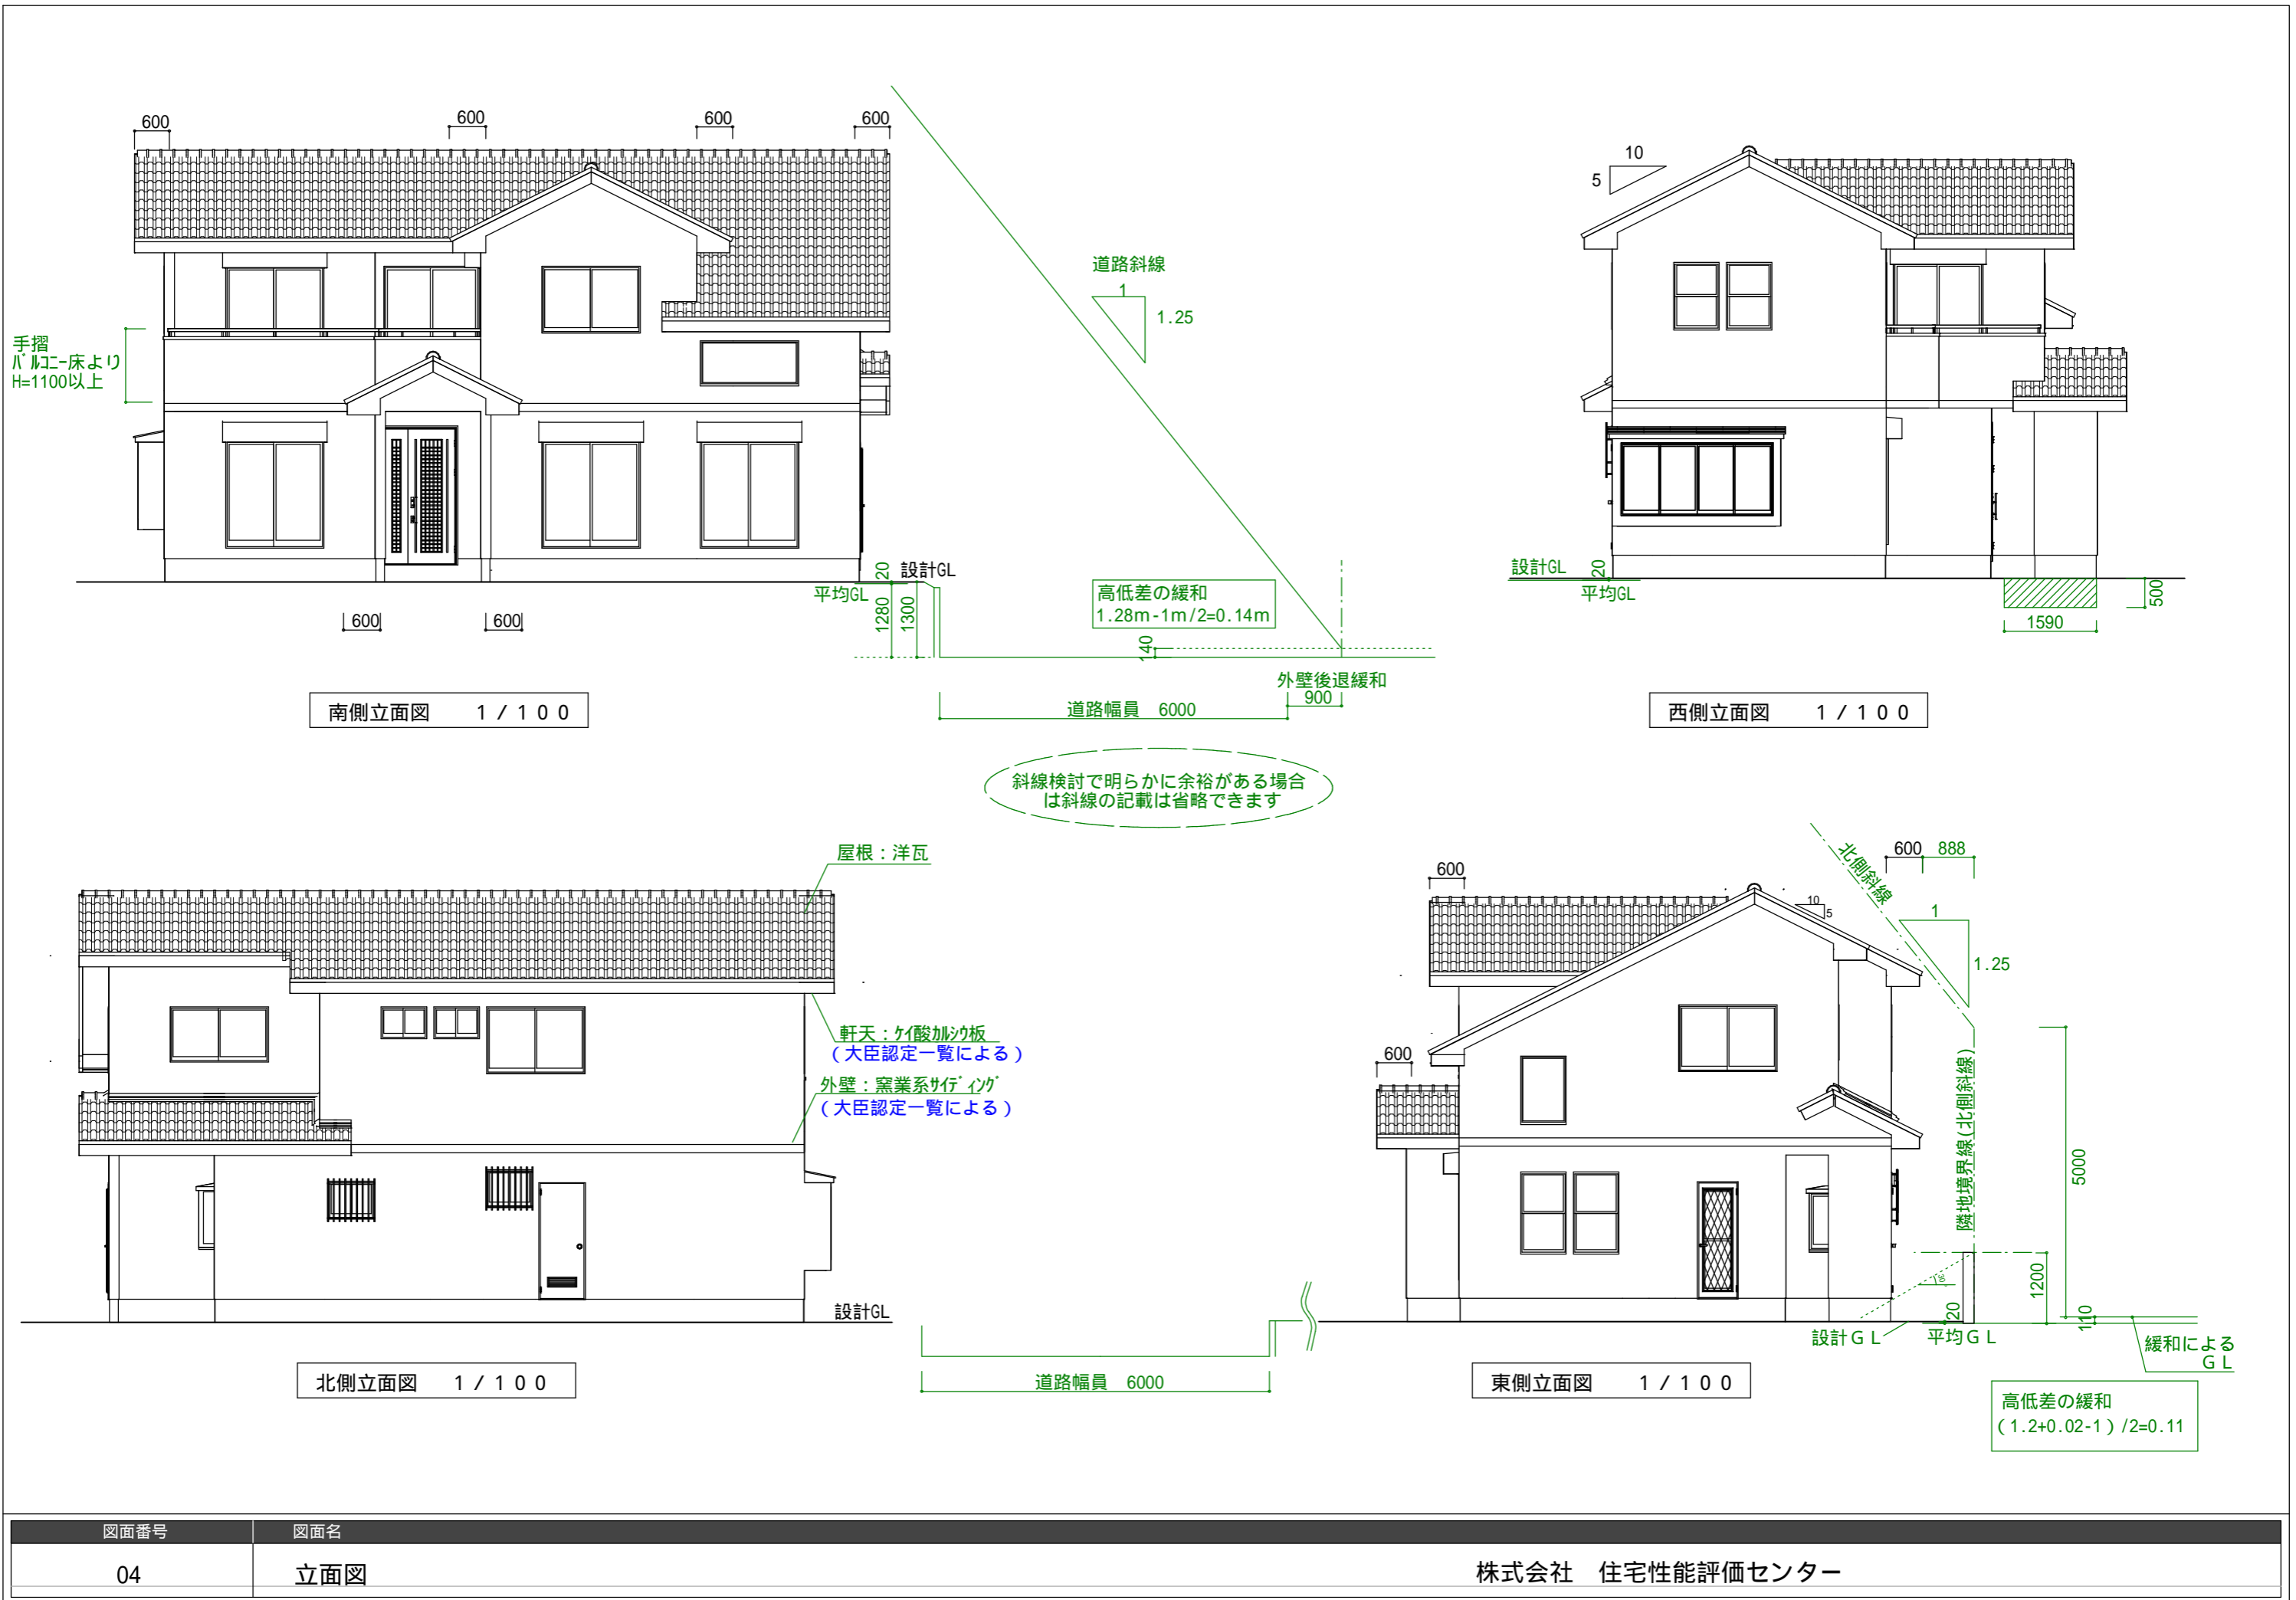 600
600
600
600
手摺
ﾊﾞﾙｺﾆｰ床より
H=1100以上
道路斜線
1
1.25
20
設計GL
平均GL
1280
1300
高低差の緩和
1.28m-1m/2=0.14m
140
600
600
外壁後退緩和
900
道路幅員 6000
南側立面図 1/100
10
5
設計GL
20
平均GL
500
1590
西側立面図 1/100
斜線検討で明らかに余裕がある場合
は斜線の記載は省略できます
屋根:洋瓦
軒天:ｹｲ酸ｶﾙｼｳ板
(大臣認定一覧による)
外壁:窯業系ｻｲﾃﾞｨﾝｸﾞ
(大臣認定一覧による)
設計GL
北側立面図 1/100
道路幅員 6000
600
600
北側斜線
600
888
10
5
1
1.25
隣地境界線(北側斜線)
5000
1200
20
110
設計GL
平均GL
緩和による
GL
東側立面図 1/100
高低差の緩和
(1.2+0.02-1)/2=0.11
図面番号 図面名
04 立面図 株式会社 住宅性能評価センター